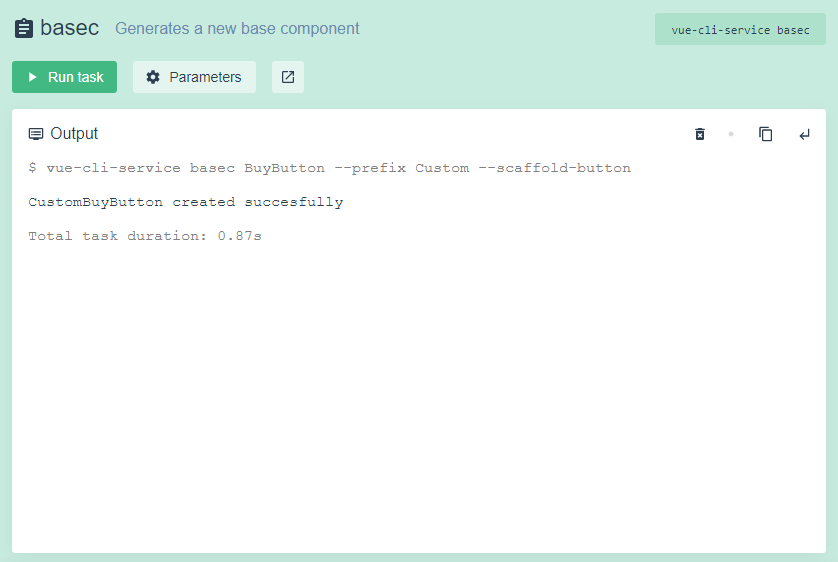 basec Generates a new base component vue-cli-service basec
Run task Parameters
Output
$ vue-cli-service basec BuyButton --prefix Custom --scaffold-button
CustomBuyButton created succesfully
Total task duration: 0.87s